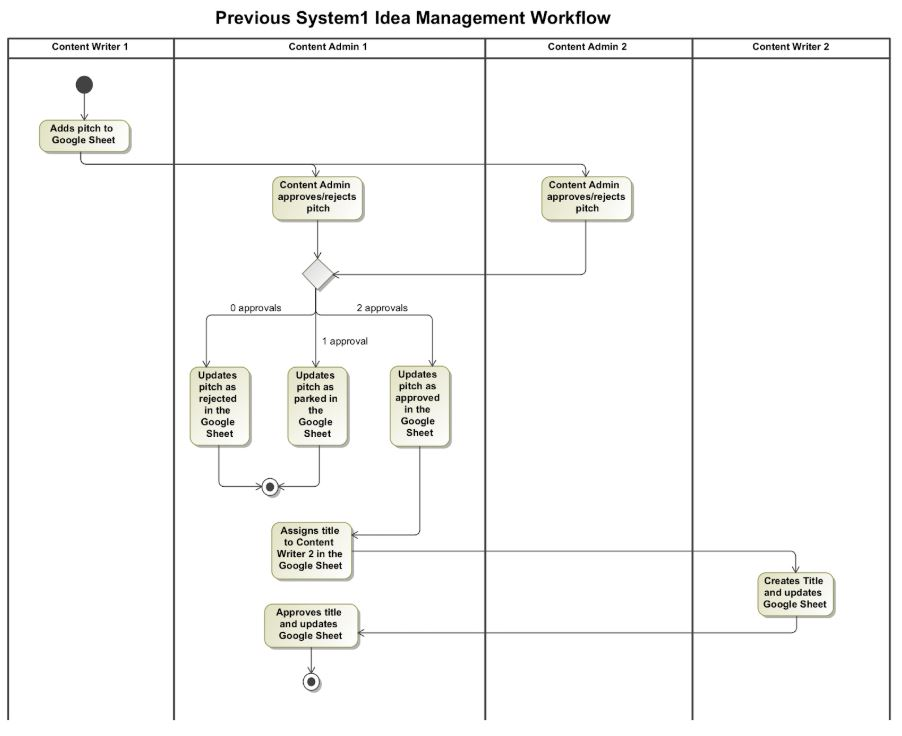 Previous System1 Idea Management Workflow
Content Writer 1
Content Admin 1
Content Admin 2
Content Writer 2
Adds pitch to
Google Sheet
Content Admin
approves/rejects
pitch
Content Admin
approves/rejects
pitch
0 approvals
2 approvals
1 approval
Updates
pitch as
rejected
in the
Google
Sheet
Updates
pitch as
parked in
the
Google
Sheet
Updates
pitch as
approved
in the
Google
Sheet
Assigns title
to Content
Writer 2 in the
Google Sheet
Creates Title
and updates
Google Sheet
Approves title
and updates
Google Sheet